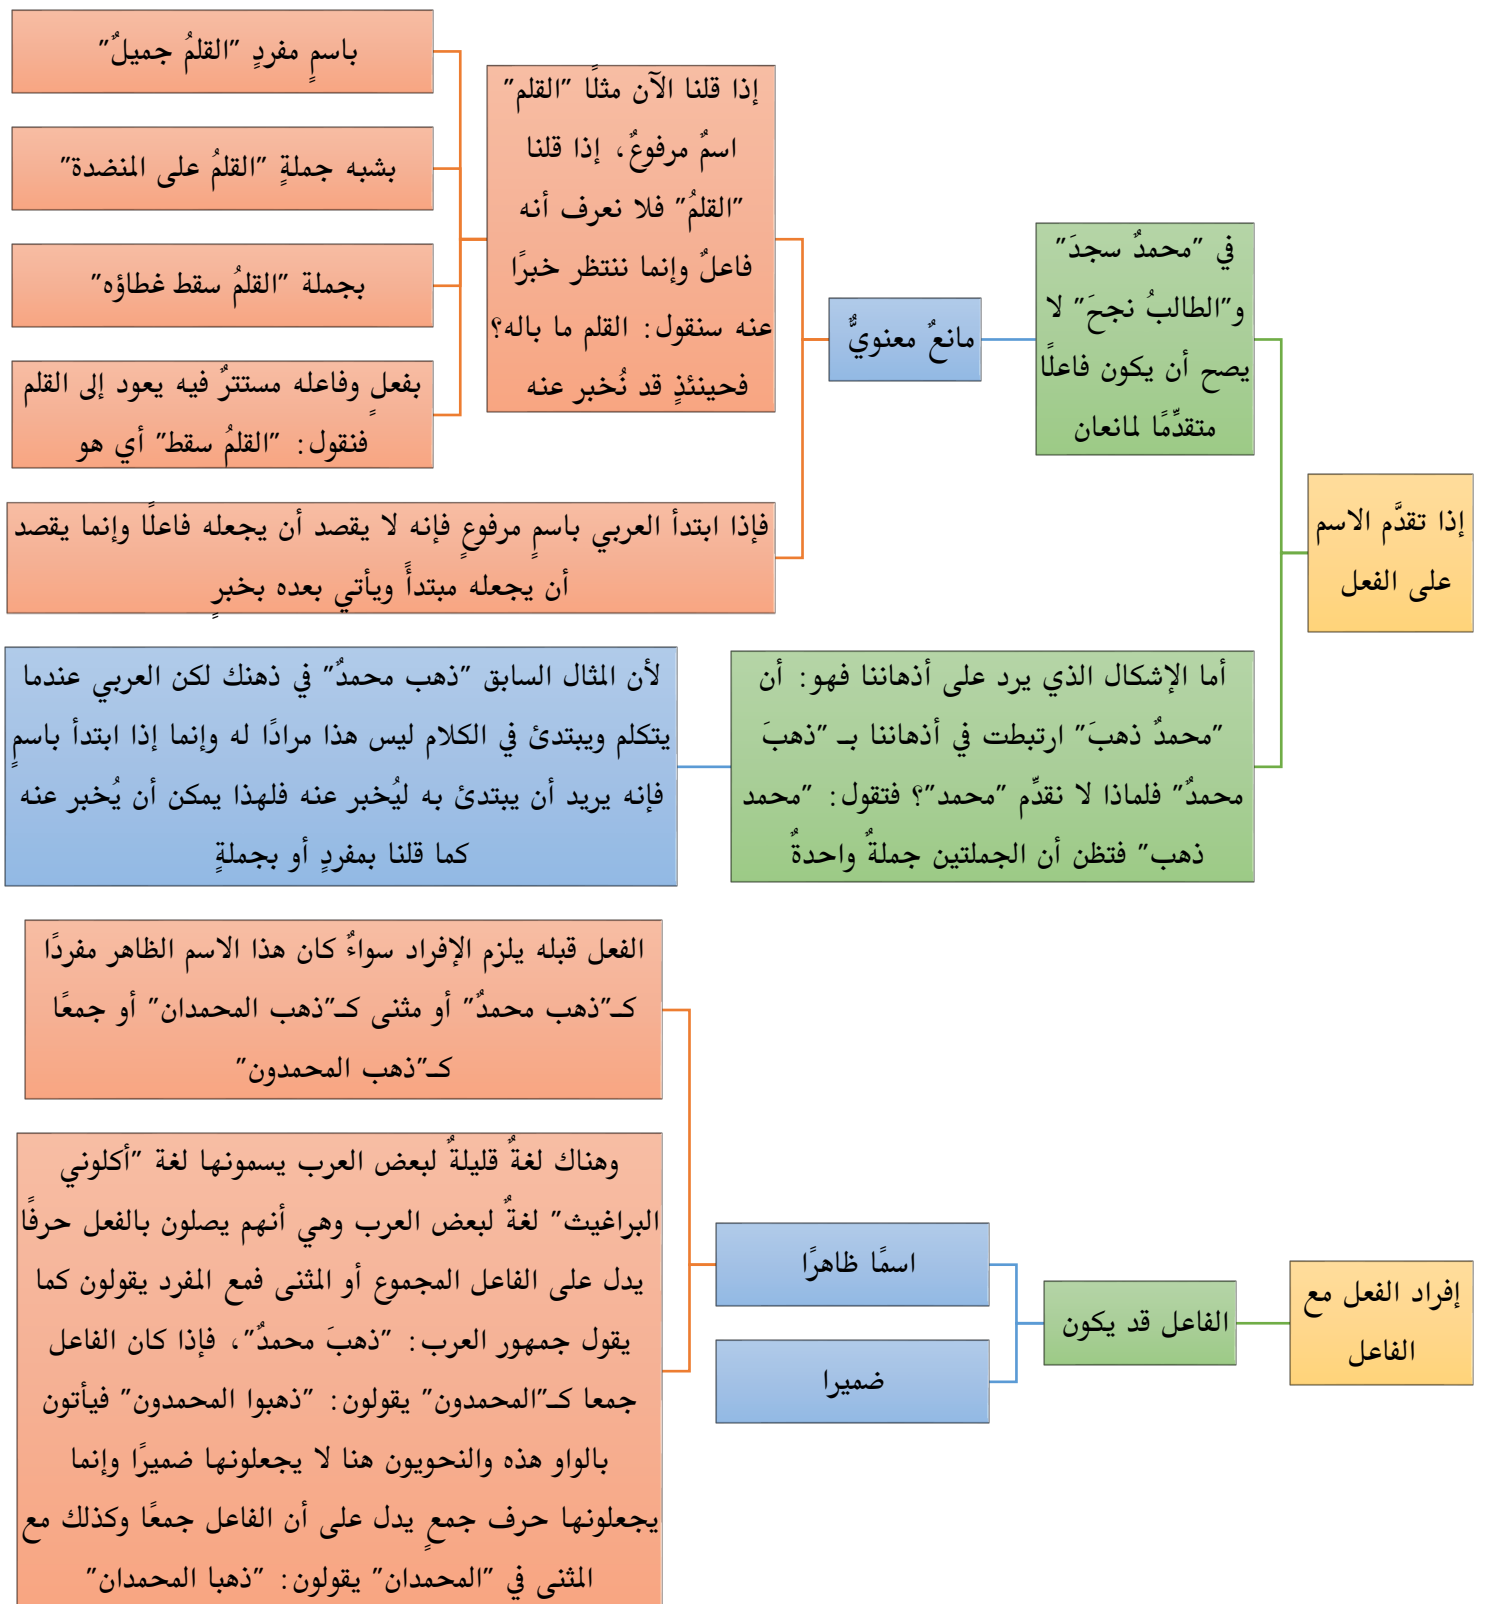 إذا تقدَّم الاسم
على الفعل
في "محمدٌ سجدَ"
و"الطالبُ نجحَ" لا
يصح أن يكون فاعلًا
متقدِّمًا لمانعان
مانعٌ معنويٌّ
إذا قلنا الآن مثلًا "القلم"
اسمٌ مرفوعٌ، إذا قلنا
"القلمُ" فلا نعرف أنه
فاعلٌ وإنما ننتظر خبرًا
عنه سنقول: القلم ما باله؟
فحينئذٍ قد نُخبر عنه
باسمٍ مفردٍ "القلمُ جميلٌ"
بشبه جملةٍ "القلمُ على المنضدة"
بجملة "القلمُ سقط غطاؤه"
بفعلٍ وفاعله مستترٌ فيه يعود إلى القلم
فنقول: "القلمُ سقط" أي هو
فإذا ابتدأ العربي باسمٍ مرفوعٍ فإنه لا يقصد أن يجعله فاعلًا وإنما يقصد
أن يجعله مبتدأً ويأتي بعده بخبرٍ
أما الإشكال الذي يرد على أذهاننا فهو: أن
"محمدٌ ذهبَ" ارتبطت في أذهاننا بـ "ذهبَ
محمدٌ" فلماذا لا نقدِّم "محمد"؟ فتقول: "محمد
ذهب" فتظن أن الجملتين جملةٌ واحدةٌ
لأن المثال السابق "ذهب محمدٌ" في ذهنك لكن العربي عندما
يتكلم ويبتدئ في الكلام ليس هذا مرادًا له وإنما إذا ابتدأ باسمٍ
فإنه يريد أن يبتدئ به ليُخبر عنه فلهذا يمكن أن يُخبر عنه
كما قلنا بمفردٍ أو بجملةٍ
إفراد الفعل مع
الفاعل
الفاعل قد يكون
اسمًا ظاهرًا
الفعل قبله يلزم الإفراد سواءٌ كان هذا الاسم الظاهر مفردًا
كـ"ذهب محمدٌ" أو مثنى كـ"ذهب المحمدان" أو جمعًا
كـ"ذهب المحمدون"
وهناك لغةٌ قليلةٌ لبعض العرب يسمونها لغة "أكلوني
البراغيث" لغةٌ لبعض العرب وهي أنهم يصلون بالفعل حرفًا
يدل على الفاعل المجموع أو المثنى فمع المفرد يقولون كما
يقول جمهور العرب: "ذهبَ محمدٌ"، فإذا كان الفاعل
جمعا كـ"المحمدون" يقولون: "ذهبوا المحمدون" فيأتون
بالواو هذه والنحويون هنا لا يجعلونها ضميرًا وإنما
يجعلونها حرف جمعٍ يدل على أن الفاعل جمعًا وكذلك مع
المثنى في "المحمدان" يقولون: "ذهبا المحمدان"
ضميرا